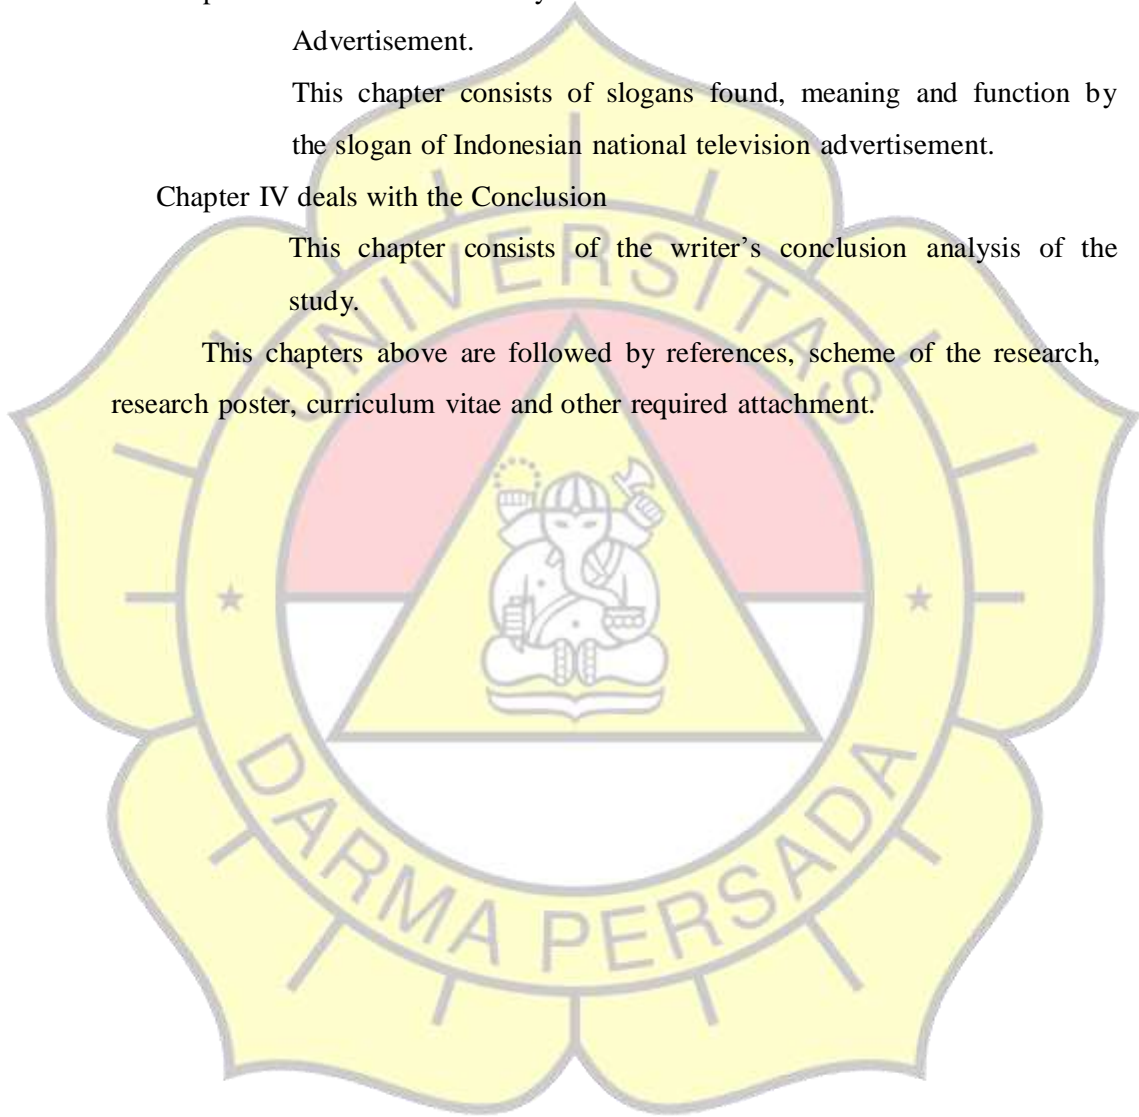 Advertisement.
This chapter consists of slogans found, meaning and function by
the slogan of Indonesian national television advertisement.
Chapter IV deals with the Conclusion
This chapter consists of the writer's conclusion analysis of the
study.
This chapters above are followed by references, scheme of the research,
research poster, curriculum vitae and other required attachment.
UNIVERSITAS
DARMA PERSADA